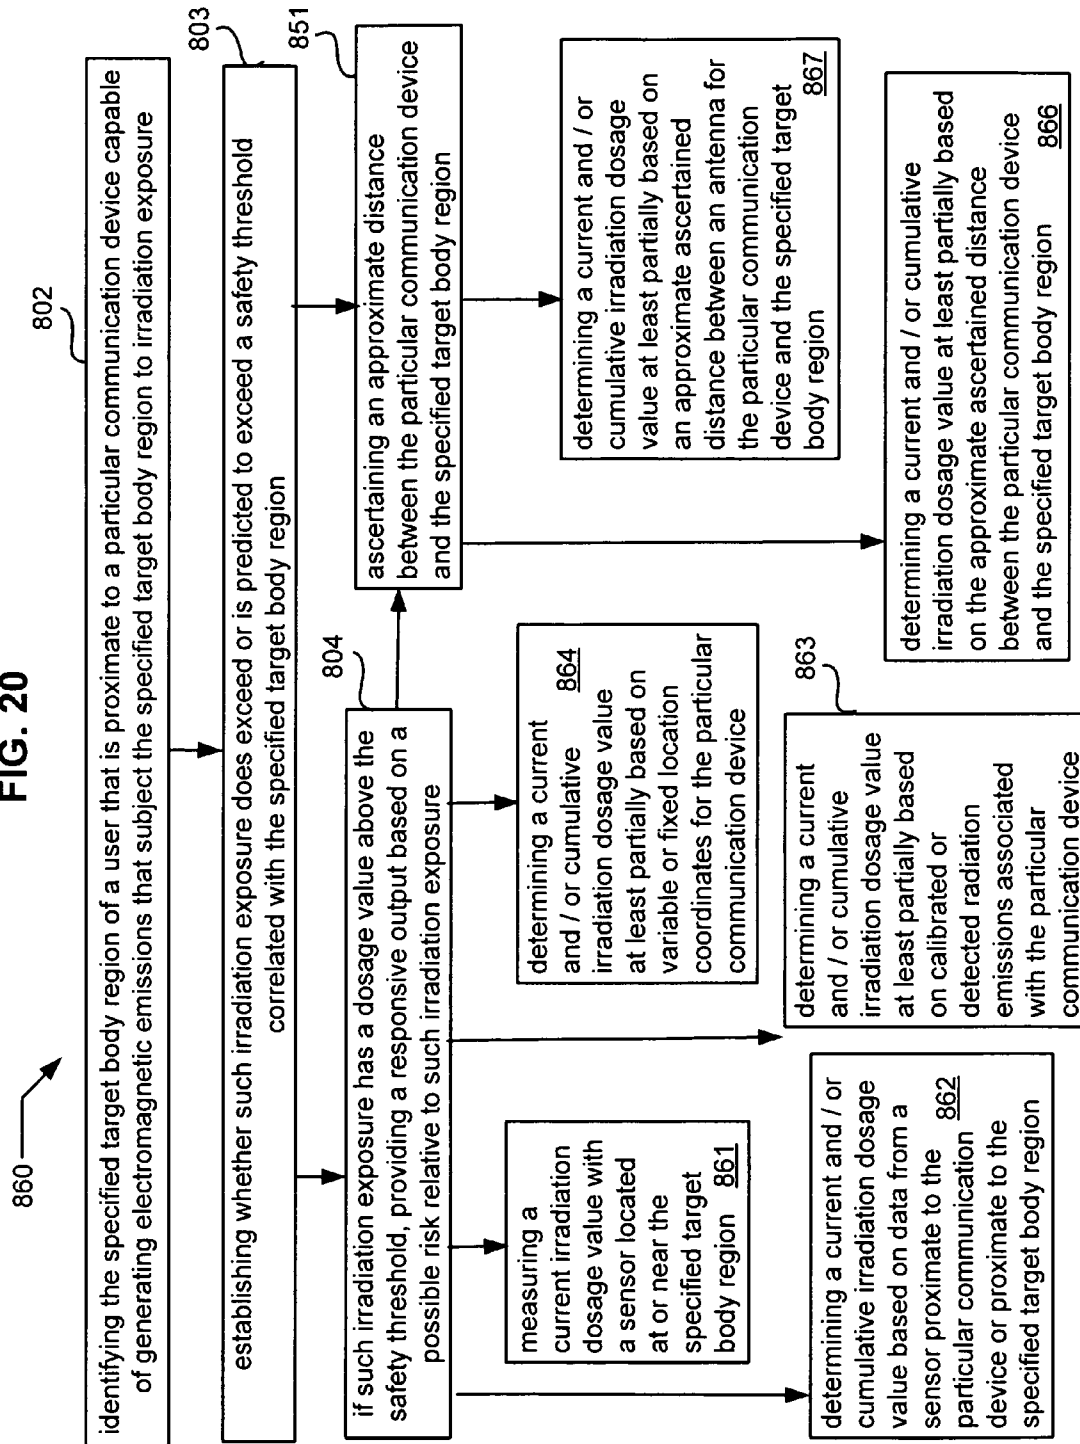 FIG. 20
860
802
identifying the specified target body region of a user that is proximate to a particular communication device capable
of generating electromagnetic emissions that subject the specified target body region to irradiation exposure
803
establishing whether such irradiation exposure does exceed or is predicted to exceed a safety threshold
correlated with the specified target body region
804
if such irradiation exposure has a dosage value above the
safety threshold, providing a responsive output based on a
possible risk relative to such irradiation exposure
851
ascertaining an approximate distance
between the particular communication device
and the specified target body region
measuring a
current irradiation
dosage value with
a sensor located
at or near the
specified target
body region 861
determining a current
and / or cumulative 864
irradiation dosage value
at least partially based on
variable or fixed location
coordinates for the particular
communication device
determining a current and / or
cumulative irradiation dosage
value at least partially based on
an approximate ascertained
distance between an antenna for
the particular communication
device and the specified target
body region 867
determining a current and / or
cumulative irradiation dosage
value based on data from a
sensor proximate to the 862
particular communication
device or proximate to the
specified target body region
863
determining a current
and / or cumulative
irradiation dosage value
at least partially based
on calibrated or
detected radiation
emissions associated
with the particular
communication device
determining a current and / or cumulative
irradiation dosage value at least partially based
on the approximate ascertained distance
between the particular communication device
and the specified target body region 866